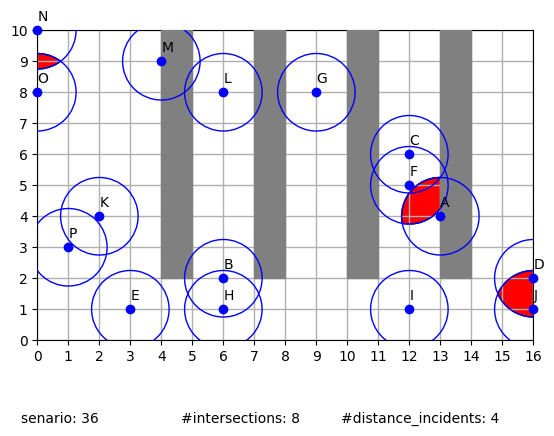 N
10
M
9
O L G
8
7
C
6
F
5
K A
4
P
3
B D
2
E H I J
1
0
0 1 2 3 4 5 6 7 8 9 10 11 12 13 14 15 16
senario: 36 #intersections: 8 #distance_incidents: 4